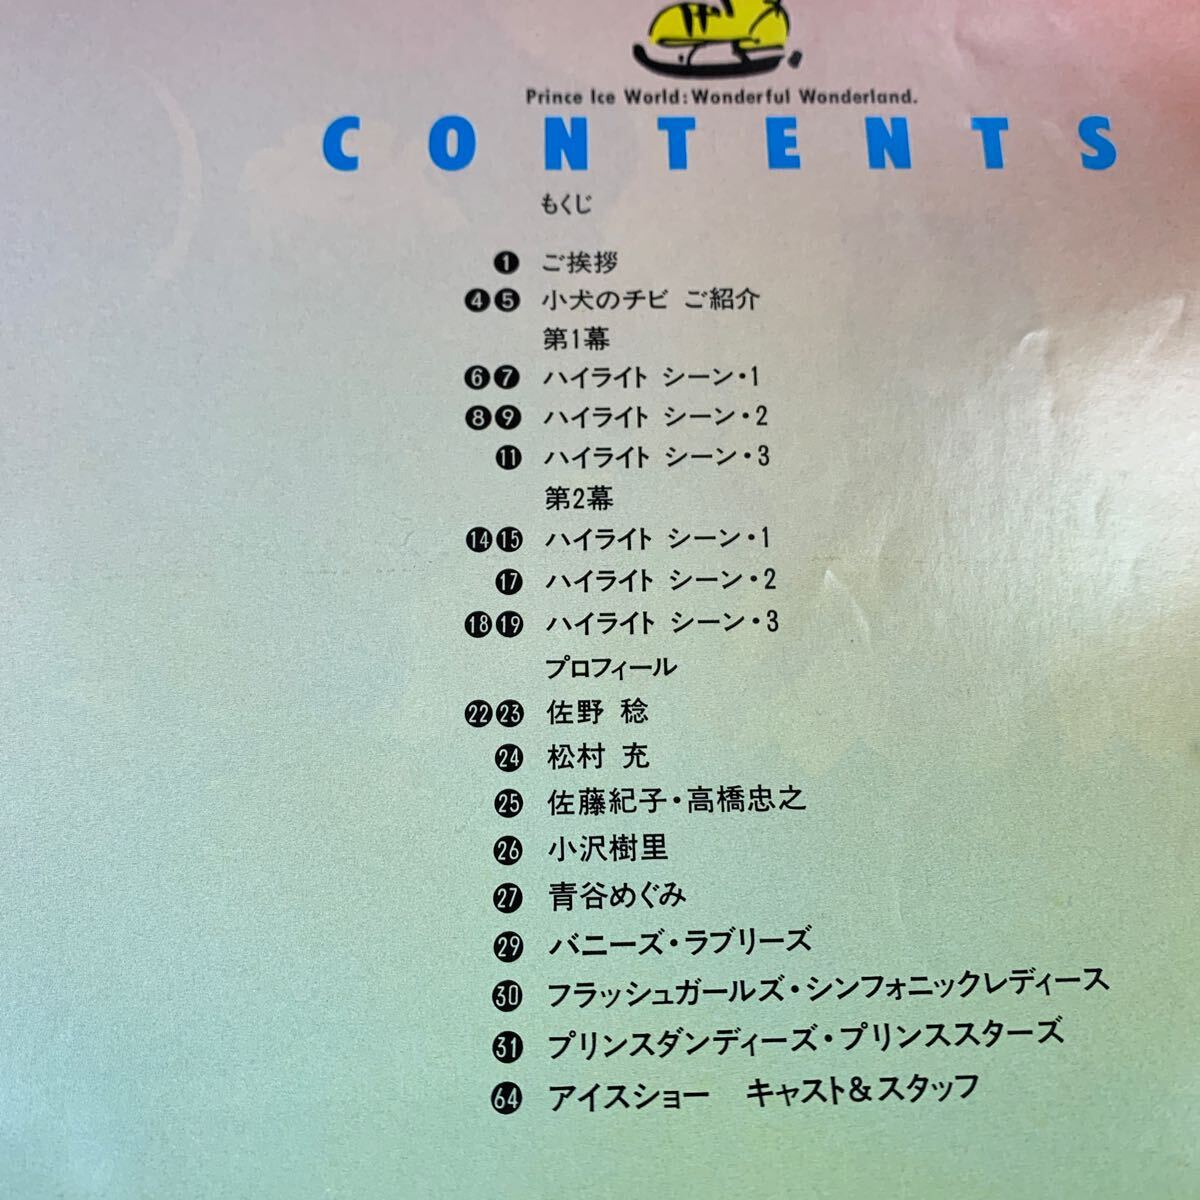 Prince Ice World: Wonderful Wonderland.
CONTENTS
もくじ
1 ご挨拶
4 5 小犬のチビ ご紹介
第1幕
6 7 ハイライト シーン・1
8 9 ハイライト シーン・2
11 ハイライト シーン・3
第2幕
14 15 ハイライト シーン・1
17 ハイライト シーン・2
18 19 ハイライト シーン・3
プロフィール
22 23 佐野 稔
24 松村 充
25 佐藤紀子・高橋忠之
26 小沢樹里
27 青谷めぐみ
29 バニーズ・ラブリーズ
30 フラッシュガールズ・シンフォニックレディース
31 プリンスダンディーズ・プリンススターズ
64 アイスショー キャスト&スタッフ